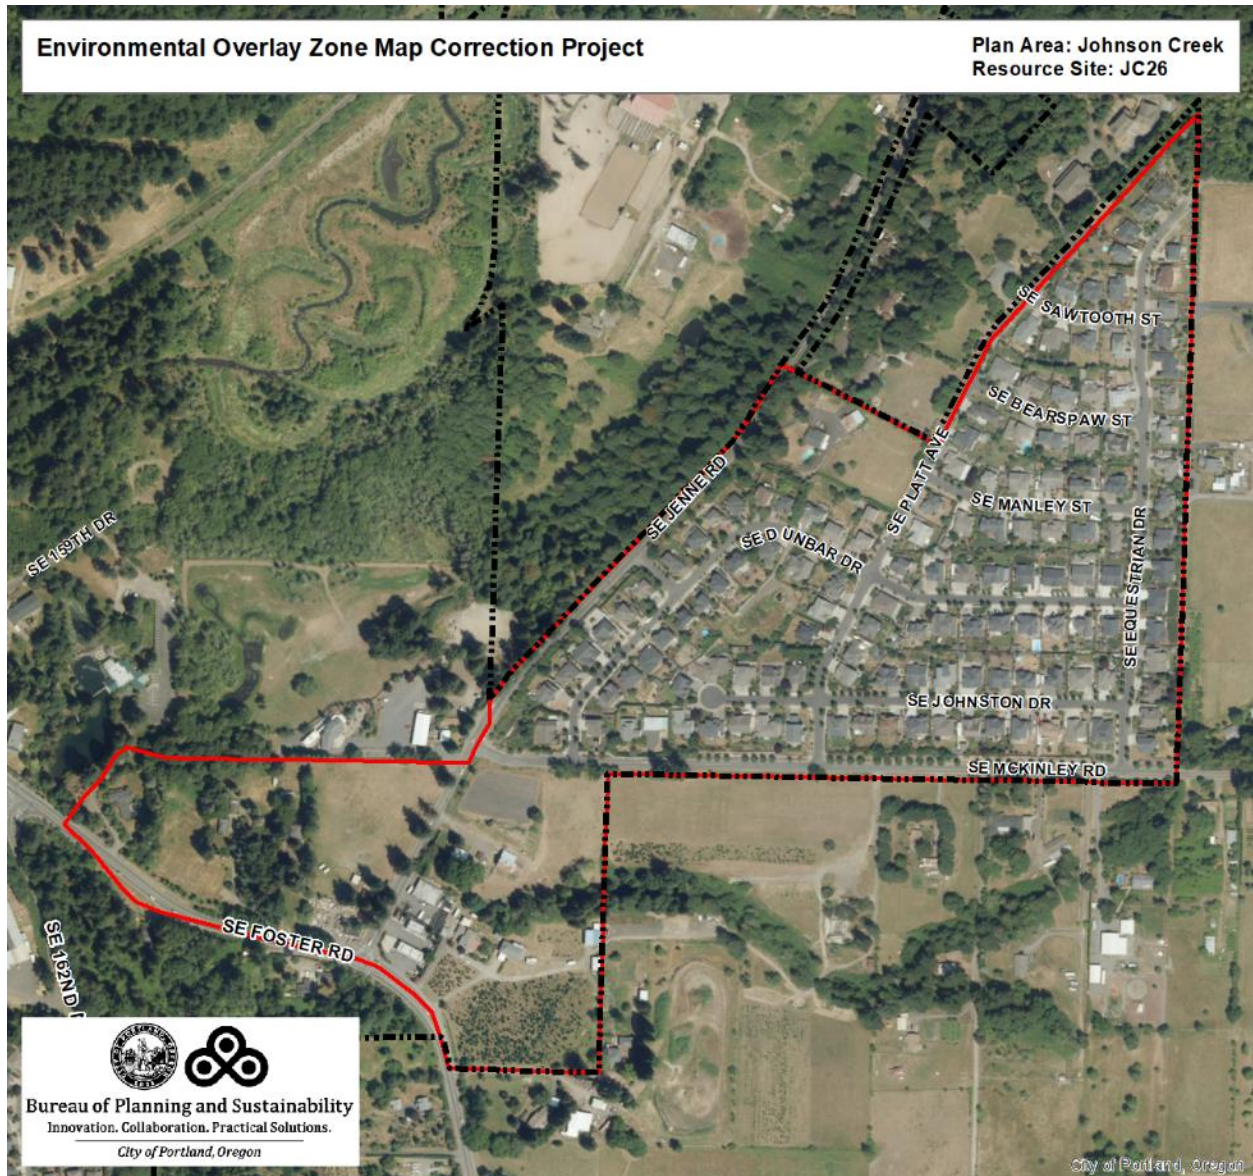 Environmental Overlay Zone Map Correction Project
Plan Area: Johnson Creek
Resource Site: JC26
SE SAWTOOTH ST
SE BEARSPAW ST
SE PLATT AVE
SE JENNE RD
SE MANLEY ST
SE D UNBAR DR
SE 159TH DR
SE EQUESTRIAN DR
SE JOHNSTON DR
SE MCKINLEY RD
SE FOSTER RD
SE 162ND
Bureau of Planning and Sustainability
Innovation. Collaboration. Practical Solutions.
City of Portland, Oregon
City of Portland, Oregon